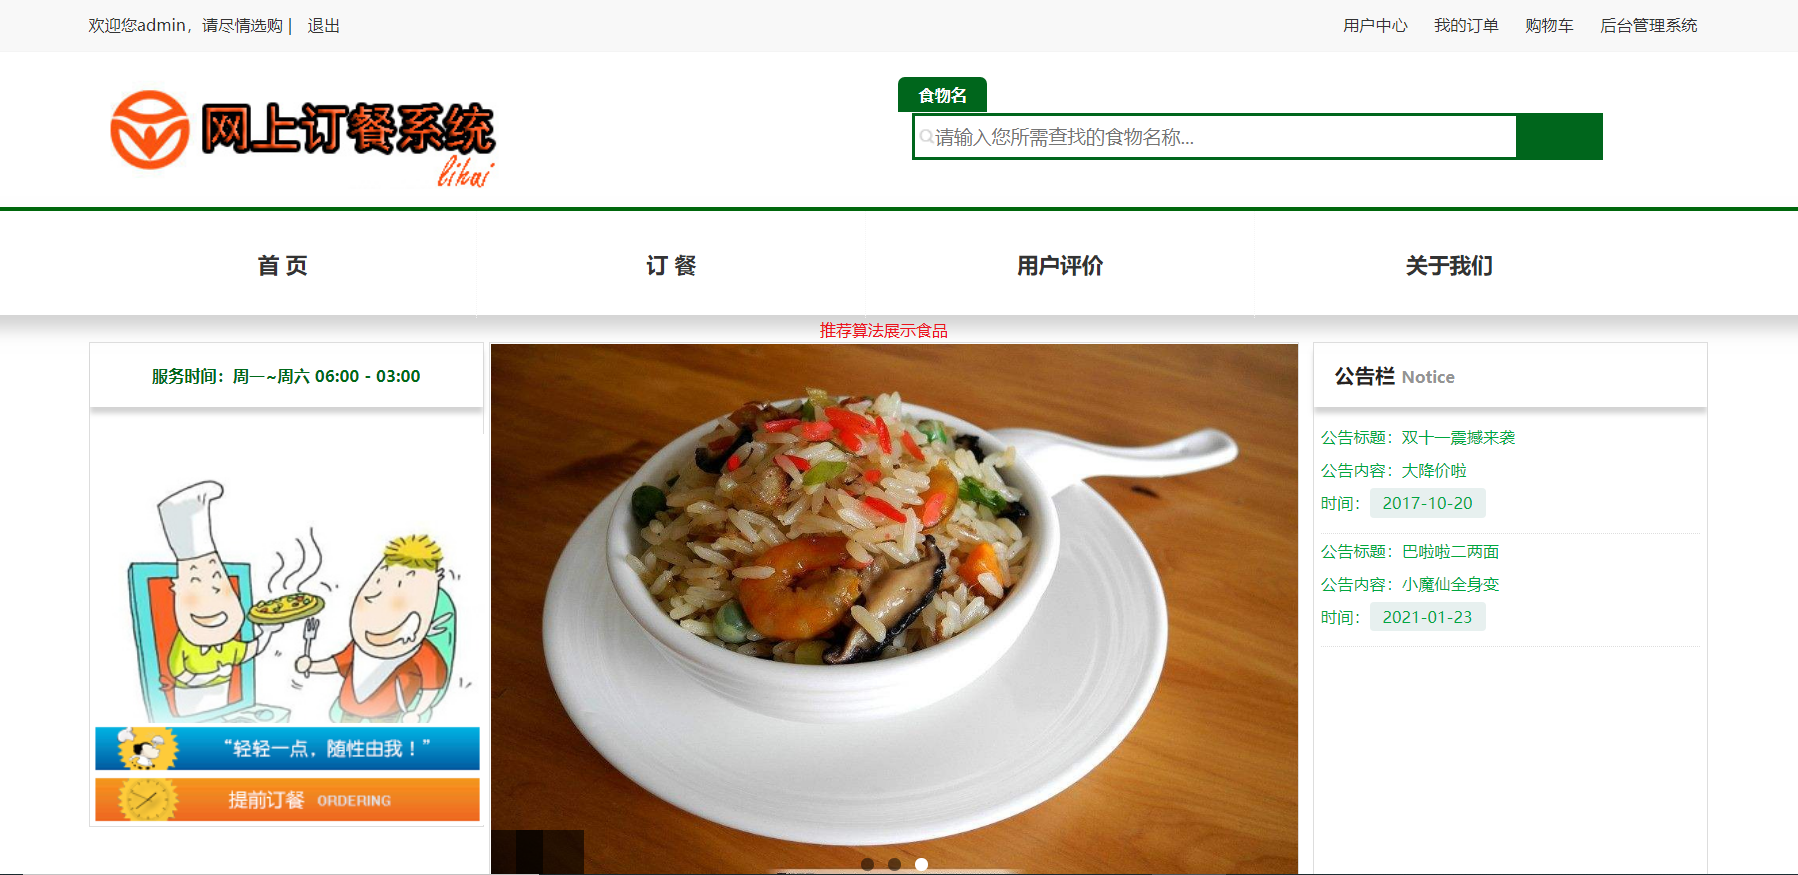 欢迎您admin，请尽情选购 | 退出
用户中心 我的订单 购物车 后台管理系统
网上订餐系统
lihui
食物名
请输入您所需查找的食物名称...
首 页 订 餐 用户评价 关于我们
推荐算法展示食品
服务时间：周一~周六 06:00 - 03:00
“轻轻一点，随性由我！”
提前订餐 ORDERING
公告栏 Notice
公告标题：双十一震撼来袭
公告内容：大降价啦
时间： 2017-10-20
公告标题：巴啦啦二两面
公告内容：小魔仙全身变
时间： 2021-01-23